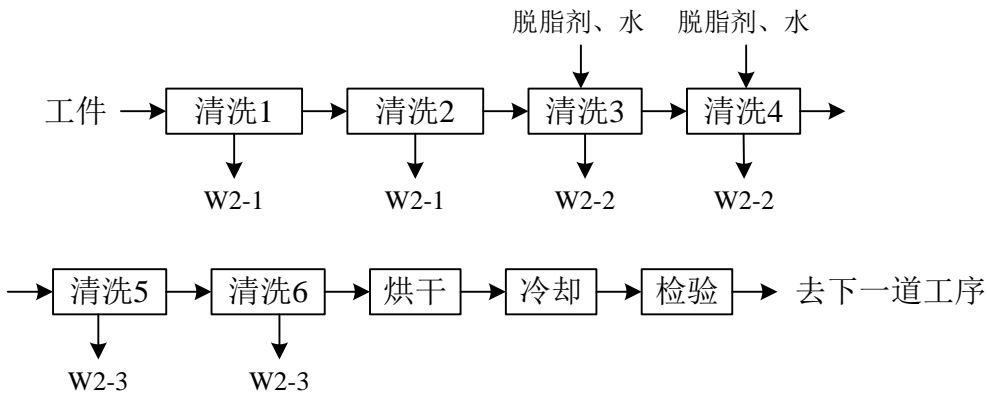 脱脂剂、水 脱脂剂、水
工件 清洗1 清洗2 清洗3 清洗4
W2-1 W2-1 W2-2 W2-2
清洗5 清洗6 烘干 冷却 检验 去下一道工序
W2-3 W2-3